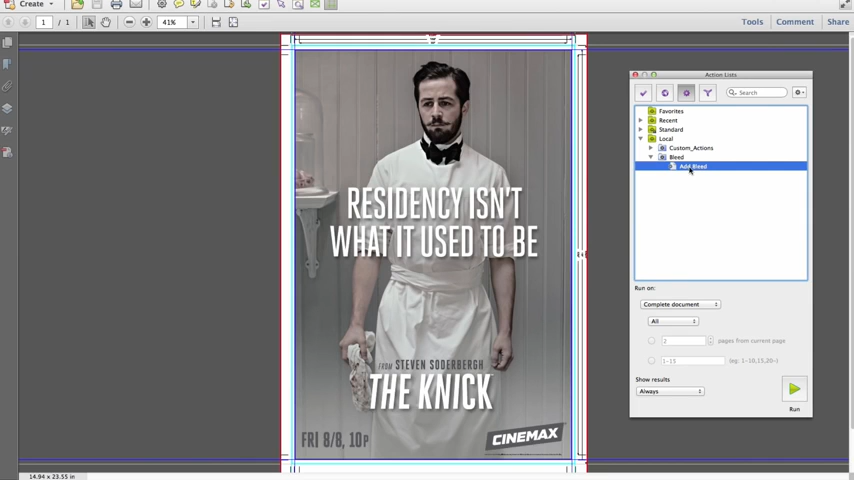 Create
1 / 1
41%
Tools
Comment
Share
Action Lists
Search
Favorites
Recent
Standard
Local
Custom_Actions
Bleed
Add Bleed
Run on:
Complete document
All
2 pages from current page
1-15 (eg: 1-10,15,20-)
Show results
Always
Run
RESIDENCY ISN'T
WHAT IT USED TO BE
FROM STEVEN SODERBERGH
THE KNICK
FRI 8/8, 10P
CINEMAX
14.94 x 23.55 in